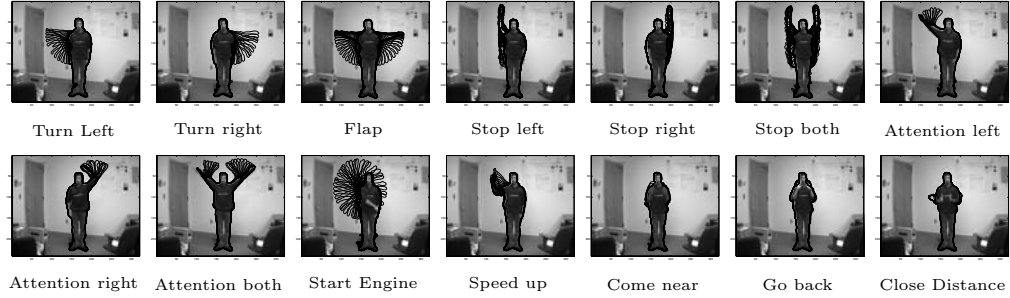 Turn Left Turn right Flap Stop left Stop right Stop both Attention left
Attention right Attention both Start Engine Speed up Come near Go back Close Distance